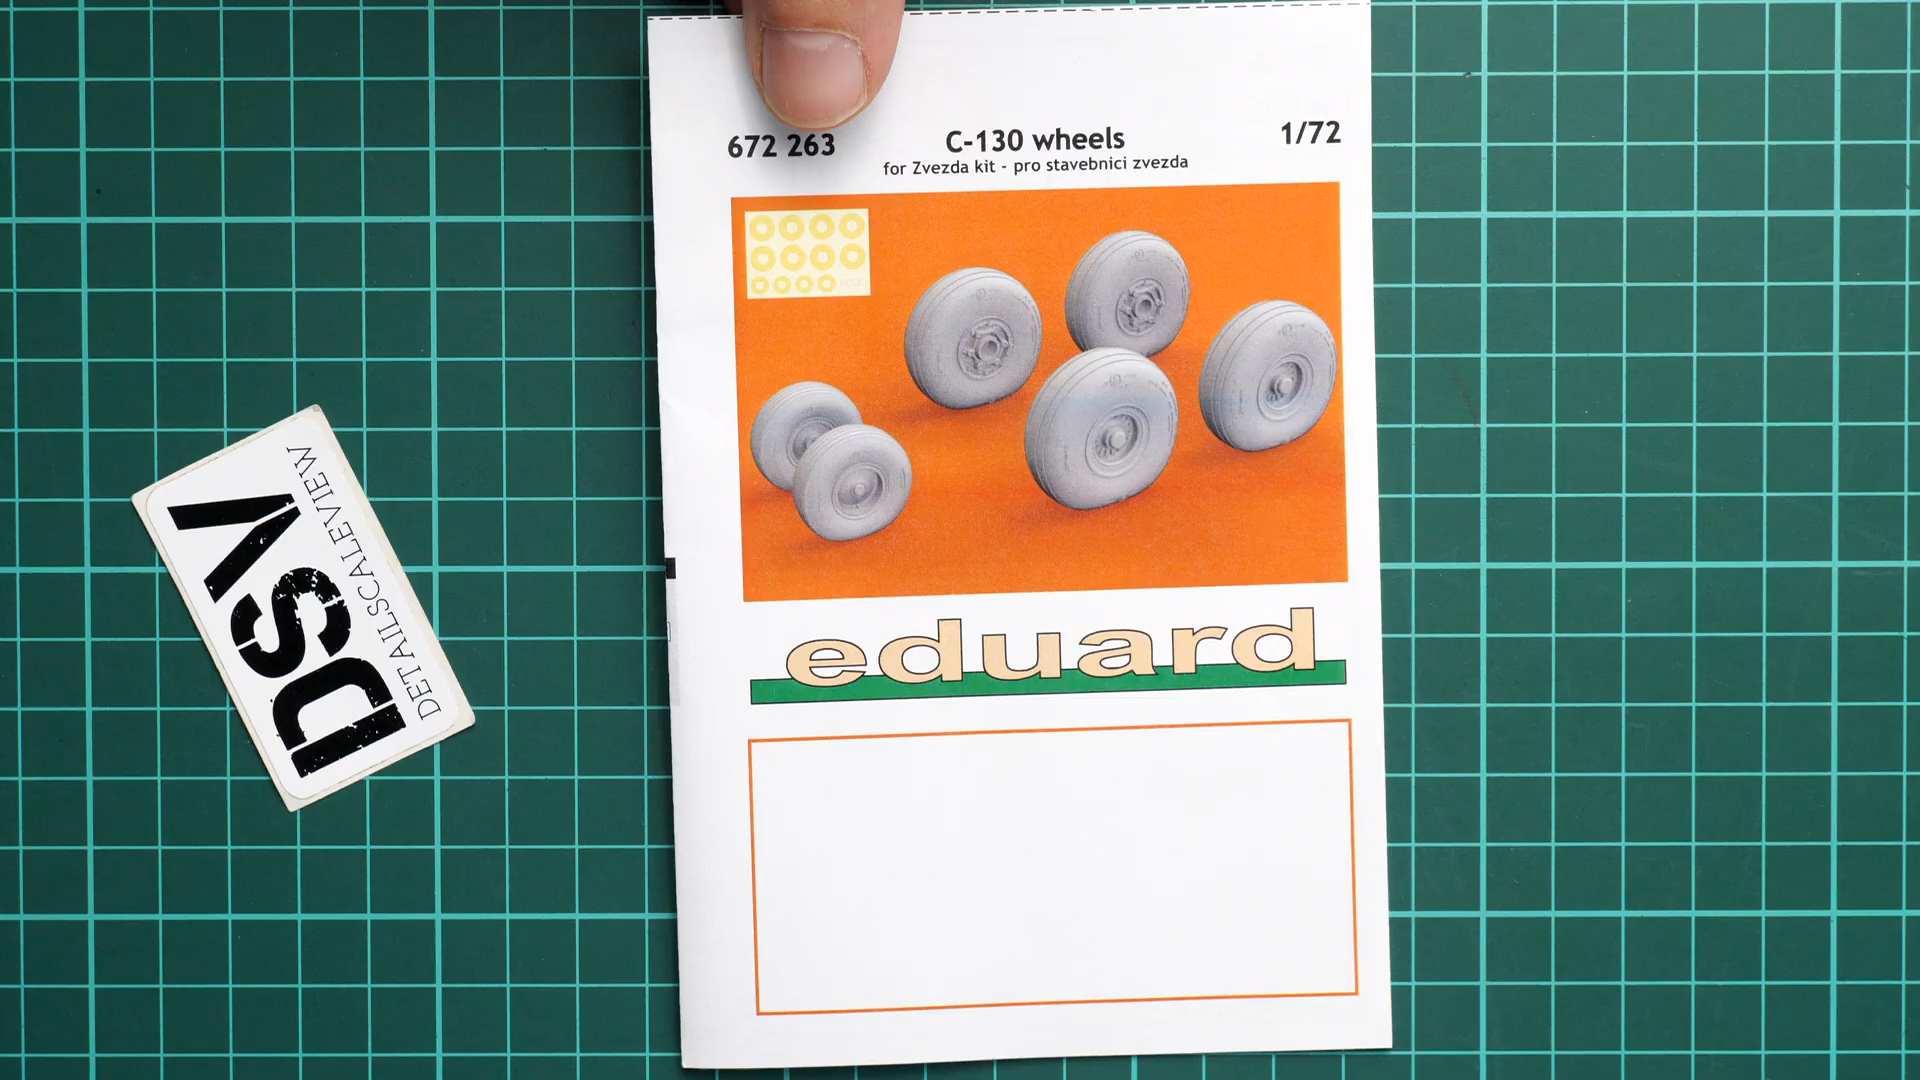 672 263
C-130 wheels
1/72
for Zvezda kit - pro stavebnici zvezda
eduard
DSV
DETAILSCALEVIEW